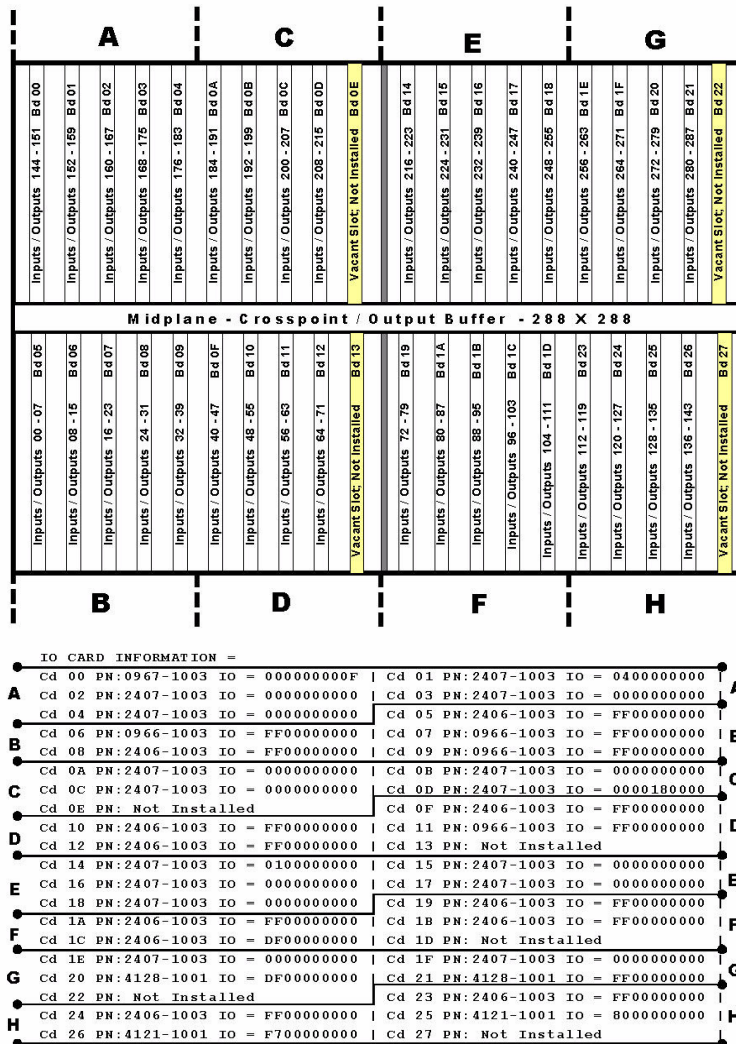 A C E G
Inputs / Outputs 144 - 151 Bd 00
Inputs / Outputs 152 - 159 Bd 01
Inputs / Outputs 160 - 167 Bd 02
Inputs / Outputs 168 - 175 Bd 03
Inputs / Outputs 176 - 183 Bd 04
Inputs / Outputs 184 - 191 Bd 0A
Inputs / Outputs 192 - 199 Bd 0B
Inputs / Outputs 200 - 207 Bd 0C
Inputs / Outputs 208 - 215 Bd 0D
Vacant Slot; Not Installed Bd 0E
Inputs / Outputs 216 - 223 Bd 14
Inputs / Outputs 224 - 231 Bd 15
Inputs / Outputs 232 - 239 Bd 16
Inputs / Outputs 240 - 247 Bd 17
Inputs / Outputs 248 - 255 Bd 18
Inputs / Outputs 256 - 263 Bd 1E
Inputs / Outputs 264 - 271 Bd 1F
Inputs / Outputs 272 - 279 Bd 20
Inputs / Outputs 280 - 287 Bd 21
Vacant Slot; Not Installed Bd 22
Midplane - Crosspoint / Output Buffer - 288 X 288
Inputs / Outputs 00 - 07 Bd 05
Inputs / Outputs 08 - 15 Bd 06
Inputs / Outputs 16 - 23 Bd 07
Inputs / Outputs 24 - 31 Bd 08
Inputs / Outputs 32 - 39 Bd 09
Inputs / Outputs 40 - 47 Bd 0F
Inputs / Outputs 48 - 55 Bd 10
Inputs / Outputs 56 - 63 Bd 11
Inputs / Outputs 64 - 71 Bd 12
Vacant Slot; Not Installed Bd 13
Inputs / Outputs 72 - 79 Bd 19
Inputs / Outputs 80 - 87 Bd 1A
Inputs / Outputs 88 - 95 Bd 1B
Inputs / Outputs 96 - 103 Bd 1C
Inputs / Outputs 104 - 111 Bd 1D
Inputs / Outputs 112 - 119 Bd 23
Inputs / Outputs 120 - 127 Bd 24
Inputs / Outputs 128 - 135 Bd 25
Inputs / Outputs 136 - 143 Bd 26
Vacant Slot; Not Installed Bd 27
B D F H
IO CARD INFORMATION =
Cd 00 PN:0967-1003 IO = 000000000F | Cd 01 PN:2407-1003 IO = 0400000000 |
A Cd 02 PN:2407-1003 IO = 0000000000 | Cd 03 PN:2407-1003 IO = 0000000000 | A
Cd 04 PN:2407-1003 IO = 0000000000 | Cd 05 PN:2406-1003 IO = FF00000000 |
B Cd 06 PN:0966-1003 IO = FF00000000 | Cd 07 PN:0966-1003 IO = FF00000000 | B
Cd 08 PN:2406-1003 IO = FF00000000 | Cd 09 PN:0966-1003 IO = FF00000000 |
Cd 0A PN:2407-1003 IO = 0000000000 | Cd 0B PN:2407-1003 IO = 0000000000 |
C Cd 0C PN:2407-1003 IO = 0000000000 | Cd 0D PN:2407-1003 IO = 0000180000 | C
Cd 0E PN: Not Installed | Cd 0F PN:2406-1003 IO = FF00000000 |
D Cd 10 PN:2406-1003 IO = FF00000000 | Cd 11 PN:0966-1003 IO = FF00000000 | D
Cd 12 PN:2406-1003 IO = FF00000000 | Cd 13 PN: Not Installed |
Cd 14 PN:2407-1003 IO = 0100000000 | Cd 15 PN:2407-1003 IO = 0000000000 |
E Cd 16 PN:2407-1003 IO = 0000000000 | Cd 17 PN:2407-1003 IO = 0000000000 | E
Cd 18 PN:2407-1003 IO = 0000000000 | Cd 19 PN:2406-1003 IO = FF00000000 |
F Cd 1A PN:2406-1003 IO = FF00000000 | Cd 1B PN:2406-1003 IO = FF00000000 | F
Cd 1C PN:2406-1003 IO = DF00000000 | Cd 1D PN: Not Installed |
Cd 1E PN:2407-1003 IO = 0000000000 | Cd 1F PN:2407-1003 IO = 0000000000 |
G Cd 20 PN:4128-1001 IO = DF00000000 | Cd 21 PN:4128-1001 IO = FF00000000 | G
Cd 22 PN: Not Installed | Cd 23 PN:2406-1003 IO = FF00000000 |
H Cd 24 PN:2406-1003 IO = FF00000000 | Cd 25 PN:4121-1001 IO = 8000000000 | H
Cd 26 PN:4121-1001 IO = F700000000 | Cd 27 PN: Not Installed |